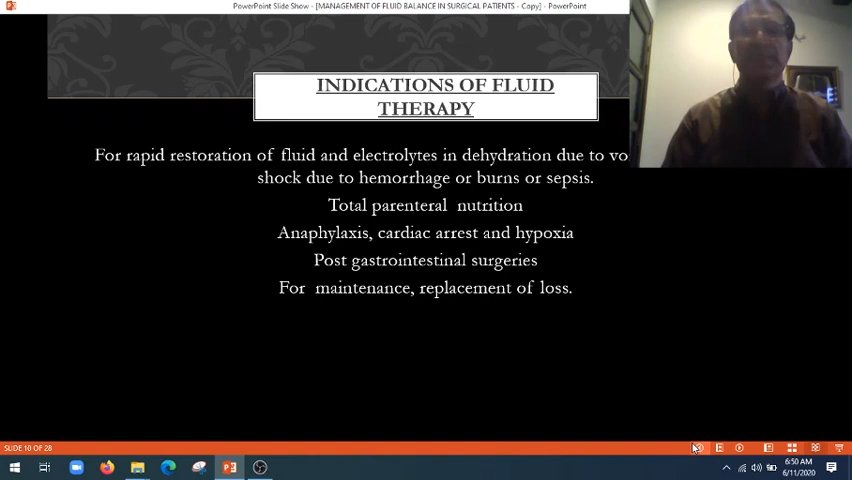 PowerPoint Slide Show - [MANAGEMENT OF FLUID BALANCE IN SURGICAL PATIENTS - Copy] - PowerPoint
INDICATIONS OF FLUID
THERAPY
For rapid restoration of fluid and electrolytes in dehydration due to vo
shock due to hemorrhage or burns or sepsis.
Total parenteral nutrition
Anaphylaxis, cardiac arrest and hypoxia
Post gastrointestinal surgeries
For maintenance, replacement of loss.
SLIDE 10 OF 28
6:50 AM
6/11/2020